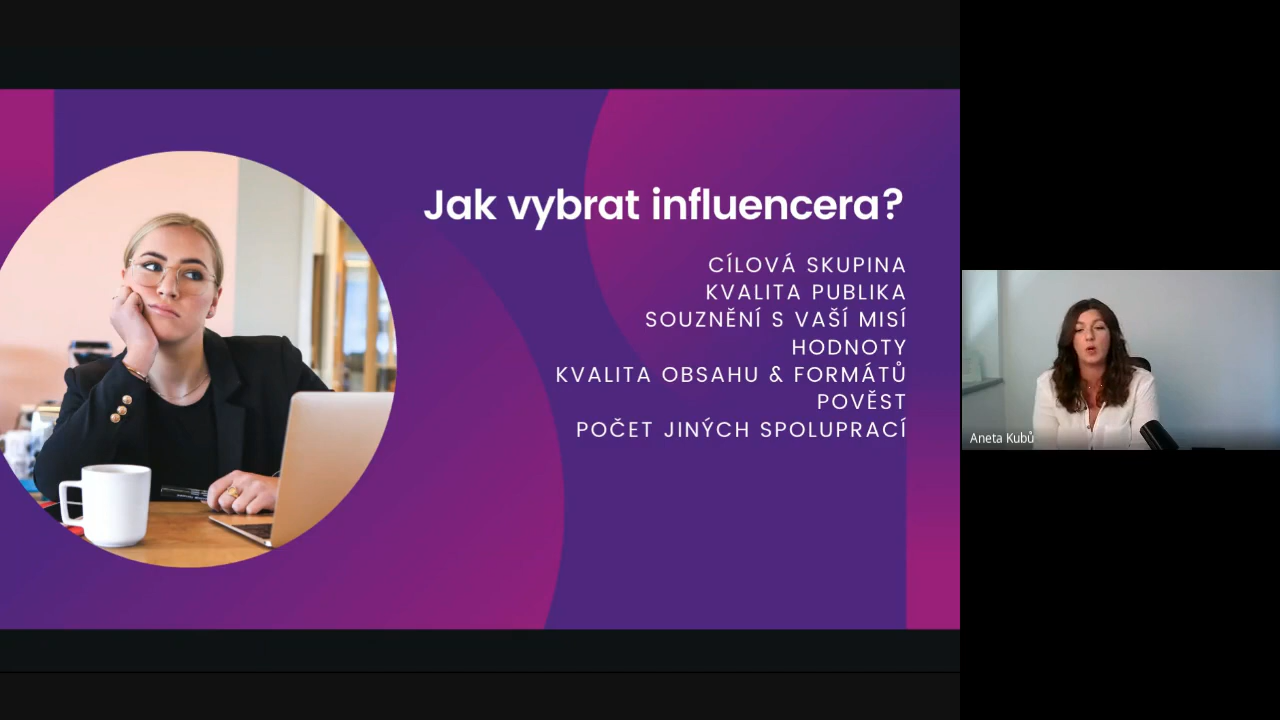 Jak vybrat influencera?
CÍLOVÁ SKUPINA
KVALITA PUBLIKA
SOUZNĚNÍ S VAŠÍ MISÍ
HODNOTY
KVALITA OBSAHU & FORMÁTŮ
POVĚST
POČET JINÝCH SPOLUPRACÍ
Aneta Kubů